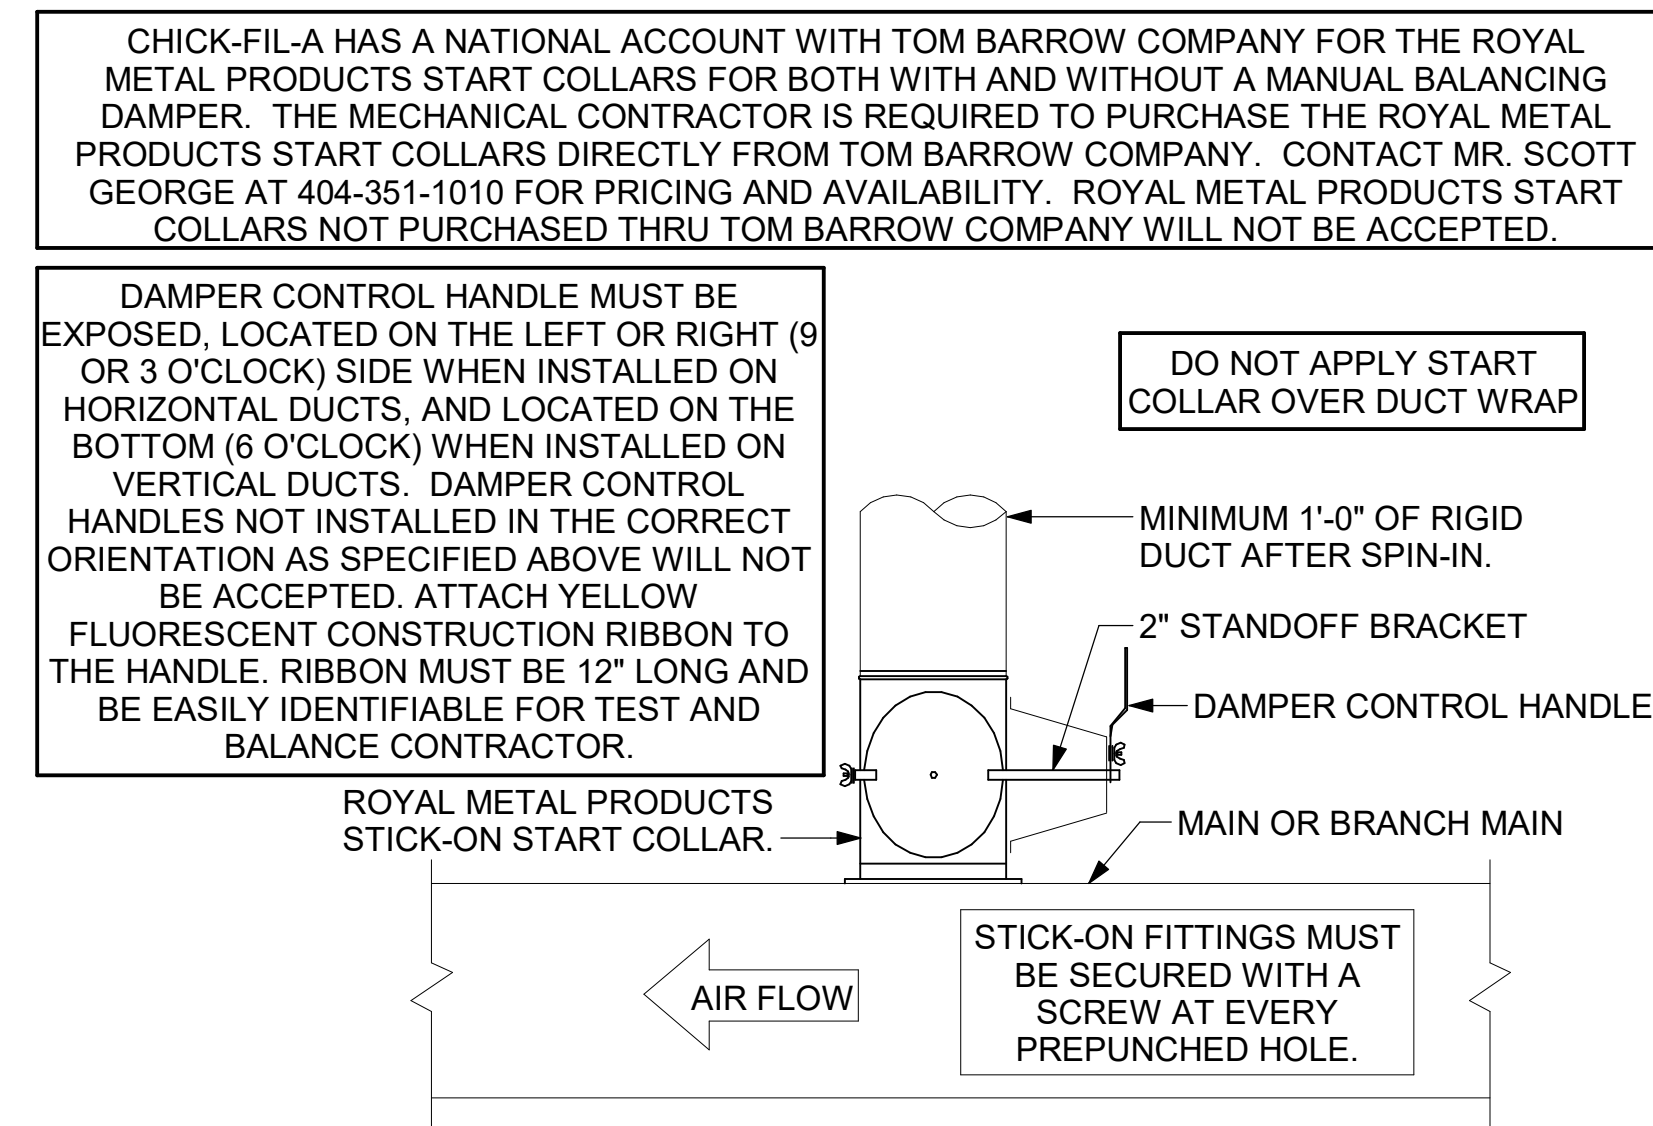 CHICK-FIL-A HAS A NATIONAL ACCOUNT WITH TOM BARROW COMPANY FOR THE ROYAL
METAL PRODUCTS START COLLARS FOR BOTH WITH AND WITHOUT A MANUAL BALANCING
DAMPER.  THE MECHANICAL CONTRACTOR IS REQUIRED TO PURCHASE THE ROYAL METAL
PRODUCTS START COLLARS DIRECTLY FROM TOM BARROW COMPANY.  CONTACT MR. SCOTT
GEORGE AT 404-351-1010 FOR PRICING AND AVAILABILITY.  ROYAL METAL PRODUCTS START
COLLARS NOT PURCHASED THRU TOM BARROW COMPANY WILL NOT BE ACCEPTED.
DAMPER CONTROL HANDLE MUST BE
EXPOSED, LOCATED ON THE LEFT OR RIGHT (9
OR 3 O'CLOCK) SIDE WHEN INSTALLED ON
HORIZONTAL DUCTS, AND LOCATED ON THE
BOTTOM (6 O'CLOCK) WHEN INSTALLED ON
VERTICAL DUCTS.  DAMPER CONTROL
HANDLES NOT INSTALLED IN THE CORRECT
ORIENTATION AS SPECIFIED ABOVE WILL NOT
BE ACCEPTED. ATTACH YELLOW
FLUORESCENT CONSTRUCTION RIBBON TO
THE HANDLE. RIBBON MUST BE 12" LONG AND
BE EASILY IDENTIFIABLE FOR TEST AND
BALANCE CONTRACTOR.
DO NOT APPLY START
COLLAR OVER DUCT WRAP
MINIMUM 1'-0" OF RIGID
DUCT AFTER SPIN-IN.
2" STANDOFF BRACKET
DAMPER CONTROL HANDLE
ROYAL METAL PRODUCTS
STICK-ON START COLLAR.
MAIN OR BRANCH MAIN
AIR FLOW
STICK-ON FITTINGS MUST
BE SECURED WITH A
SCREW AT EVERY
PREPUNCHED HOLE.